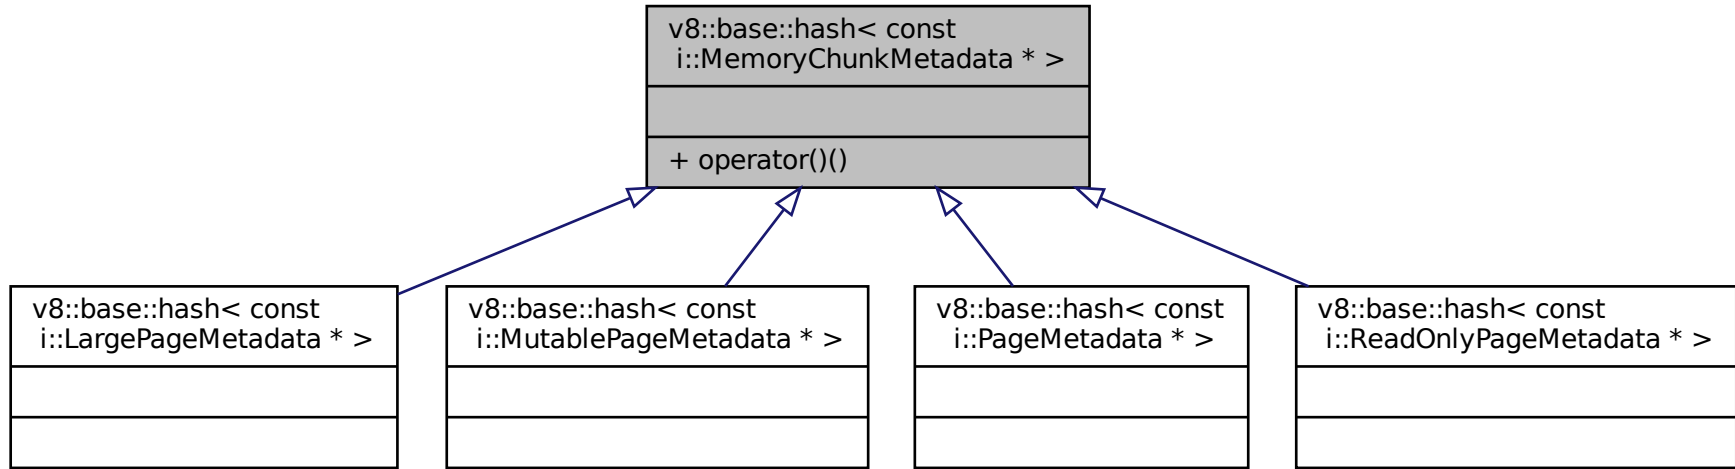 v8::base::hash< const
i::MemoryChunkMetadata * >
+ operator()()
v8::base::hash< const
i::LargePageMetadata * >
v8::base::hash< const
i::MutablePageMetadata * >
v8::base::hash< const
i::PageMetadata * >
v8::base::hash< const
i::ReadOnlyPageMetadata * >